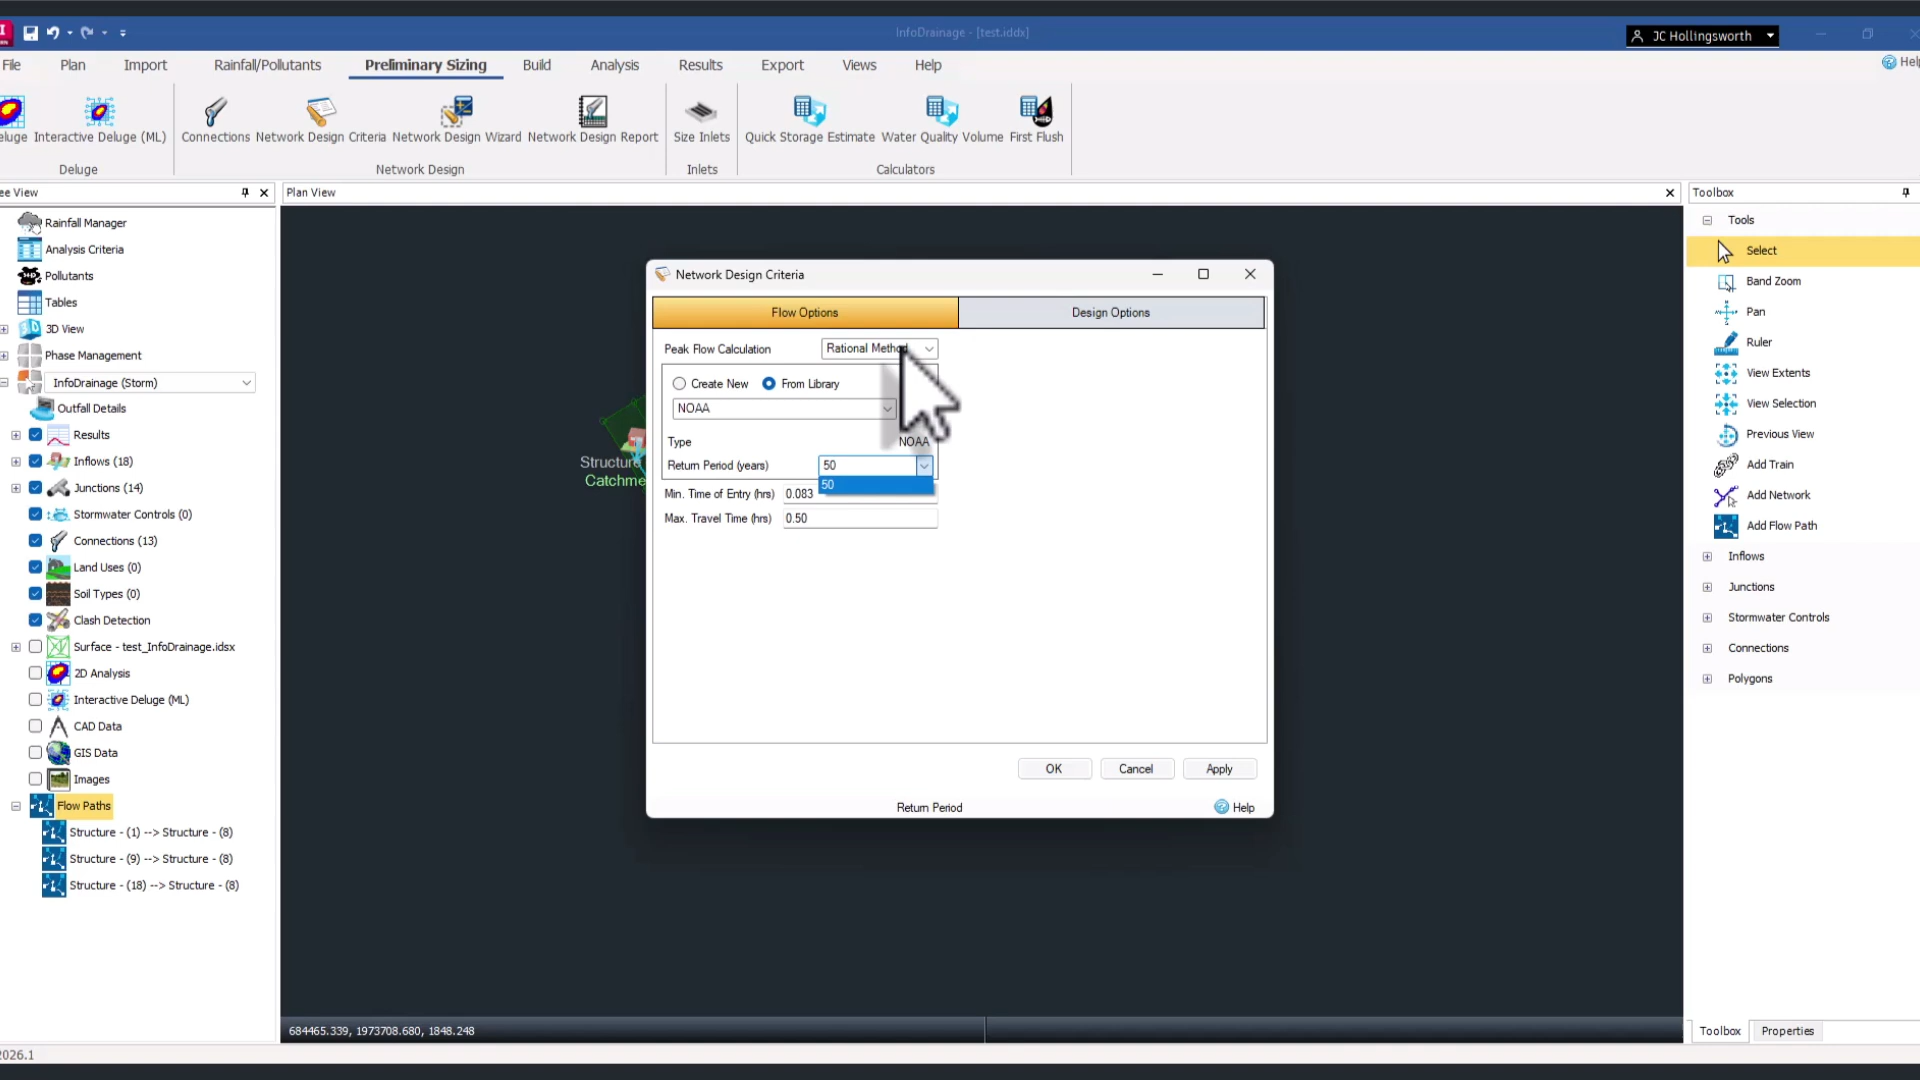 InfoDrainage - [test.iddx]
JC Hollingsworth
File
Plan
Import
Rainfall/Pollutants
Preliminary Sizing
Build
Analysis
Results
Export
Views
Help
Help
Interactive Deluge (ML)
Connections
Network Design Criteria
Network Design Wizard
Network Design Report
Size Inlets
Quick Storage Estimate
Water Quality Volume
First Flush
Deluge
Network Design
Inlets
Calculators
Plan View
Toolbox
Rainfall Manager
Analysis Criteria
Pollutants
Tables
3D View
Phase Management
InfoDrainage (Storm)
Outfall Details
Results
Inflows (18)
Junctions (14)
Stormwater Controls (0)
Connections (13)
Land Uses (0)
Soil Types (0)
Clash Detection
Surface - test_InfoDrainage.idsx
2D Analysis
Interactive Deluge (ML)
CAD Data
GIS Data
Images
Flow Paths
Structure - (1) --> Structure - (8)
Structure - (9) --> Structure - (8)
Structure - (18) --> Structure - (8)
Structure
Catchme
Network Design Criteria
Flow Options
Design Options
Peak Flow Calculation
Rational Method
Create New
From Library
NOAA
Type
NOAA
Return Period (years)
50
50
Min. Time of Entry (hrs)
0.083
Max. Travel Time (hrs)
0.50
OK
Cancel
Apply
Return Period
Help
Tools
Select
Band Zoom
Pan
Ruler
View Extents
View Selection
Previous View
Add Train
Add Network
Add Flow Path
Inflows
Junctions
Stormwater Controls
Connections
Polygons
684465.339, 1973708.680, 1848.248
Toolbox
Properties
2026.1